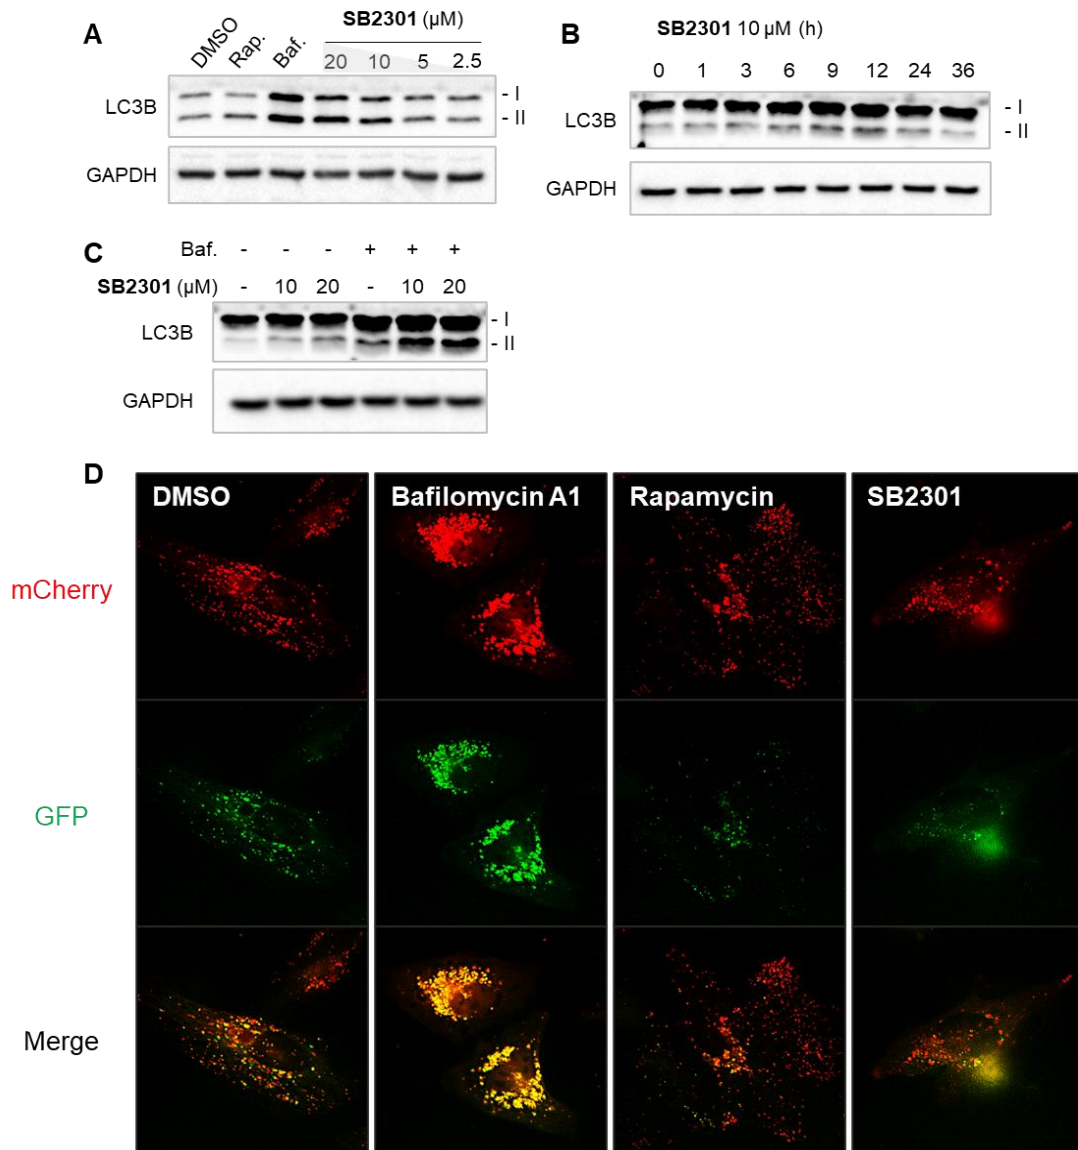 A
DMSO
Rap.
Baf.
SB2301 (µM)
20 10 5 2.5
LC3B
- I
- II
GAPDH
B
SB2301 10 µM (h)
0 1 3 6 9 12 24 36
LC3B
- I
- II
GAPDH
C
Baf. - - - + + +
SB2301 (µM) - 10 20 - 10 20
LC3B
- I
- II
GAPDH
D
DMSO Bafilomycin A1 Rapamycin SB2301
mCherry
GFP
Merge